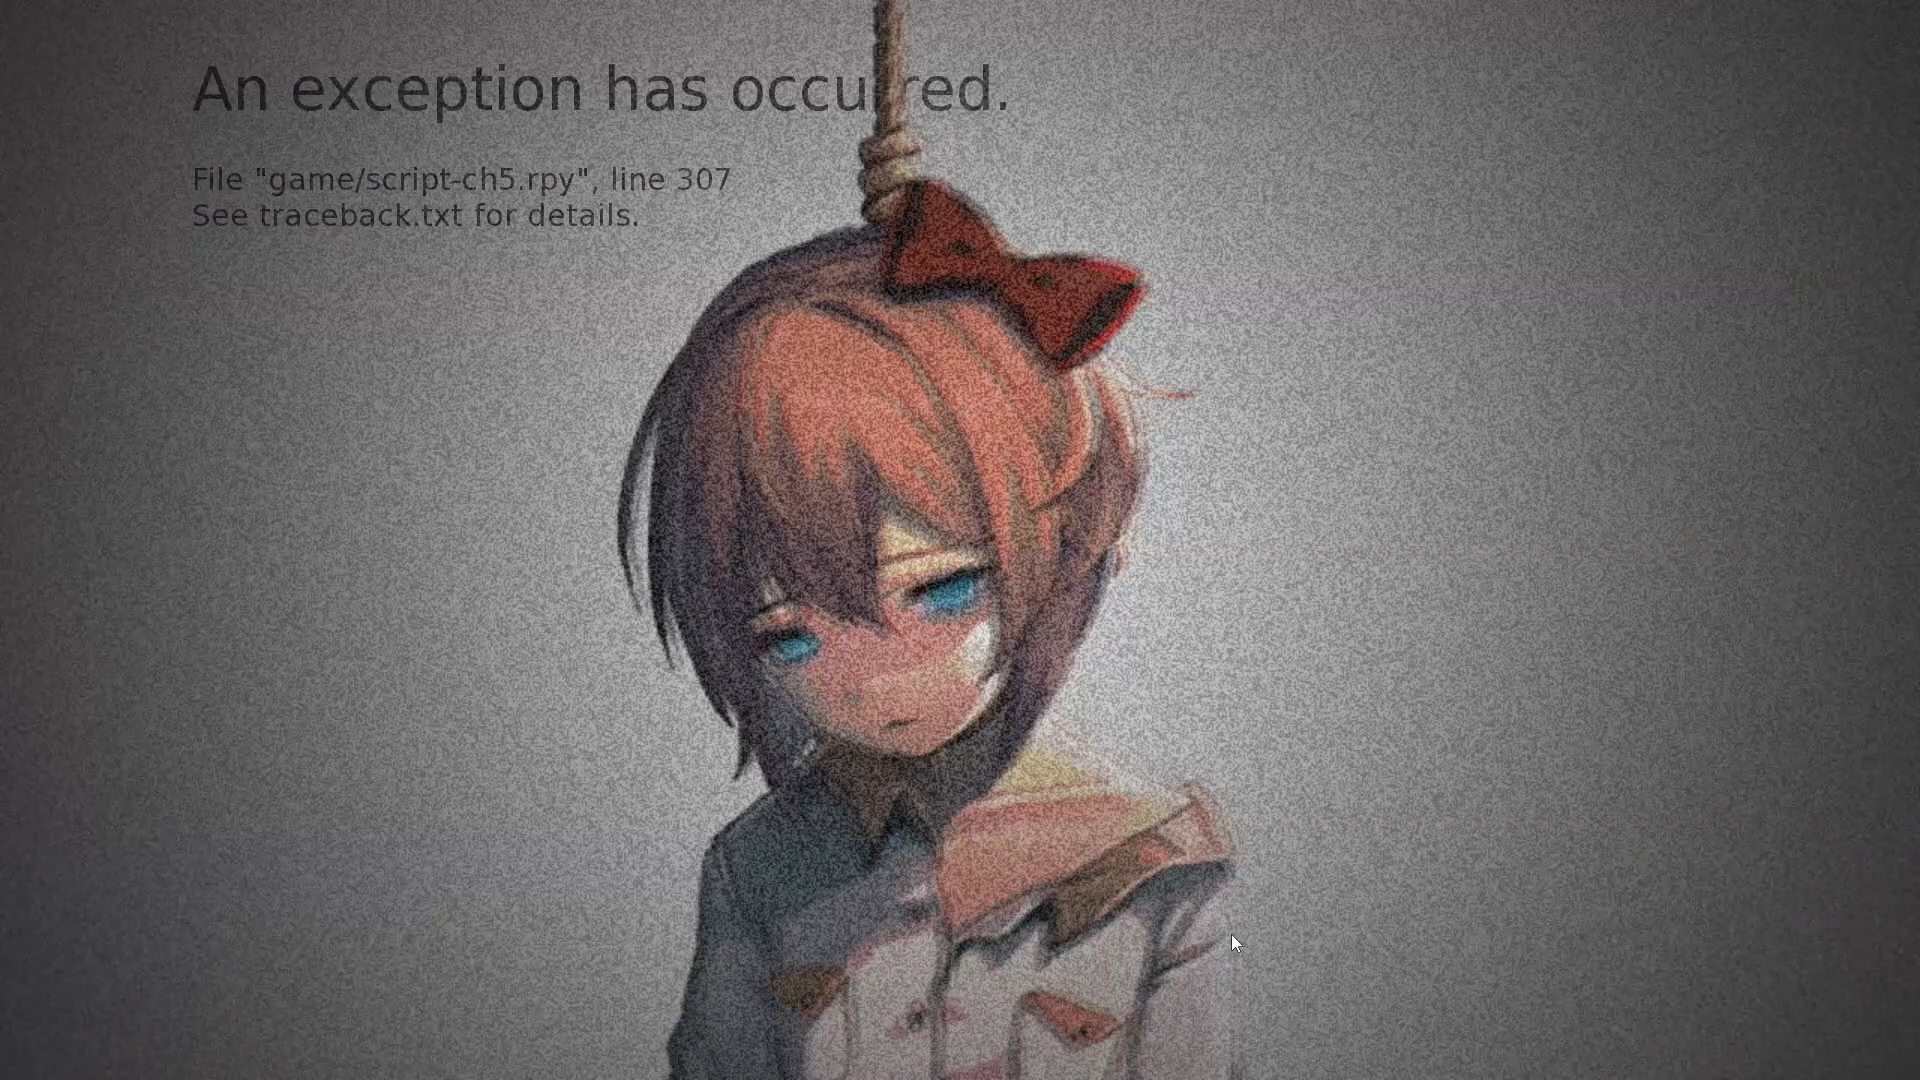 An exception has occurred.
File "game/script-ch5.rpy", line 307
See traceback.txt for details.